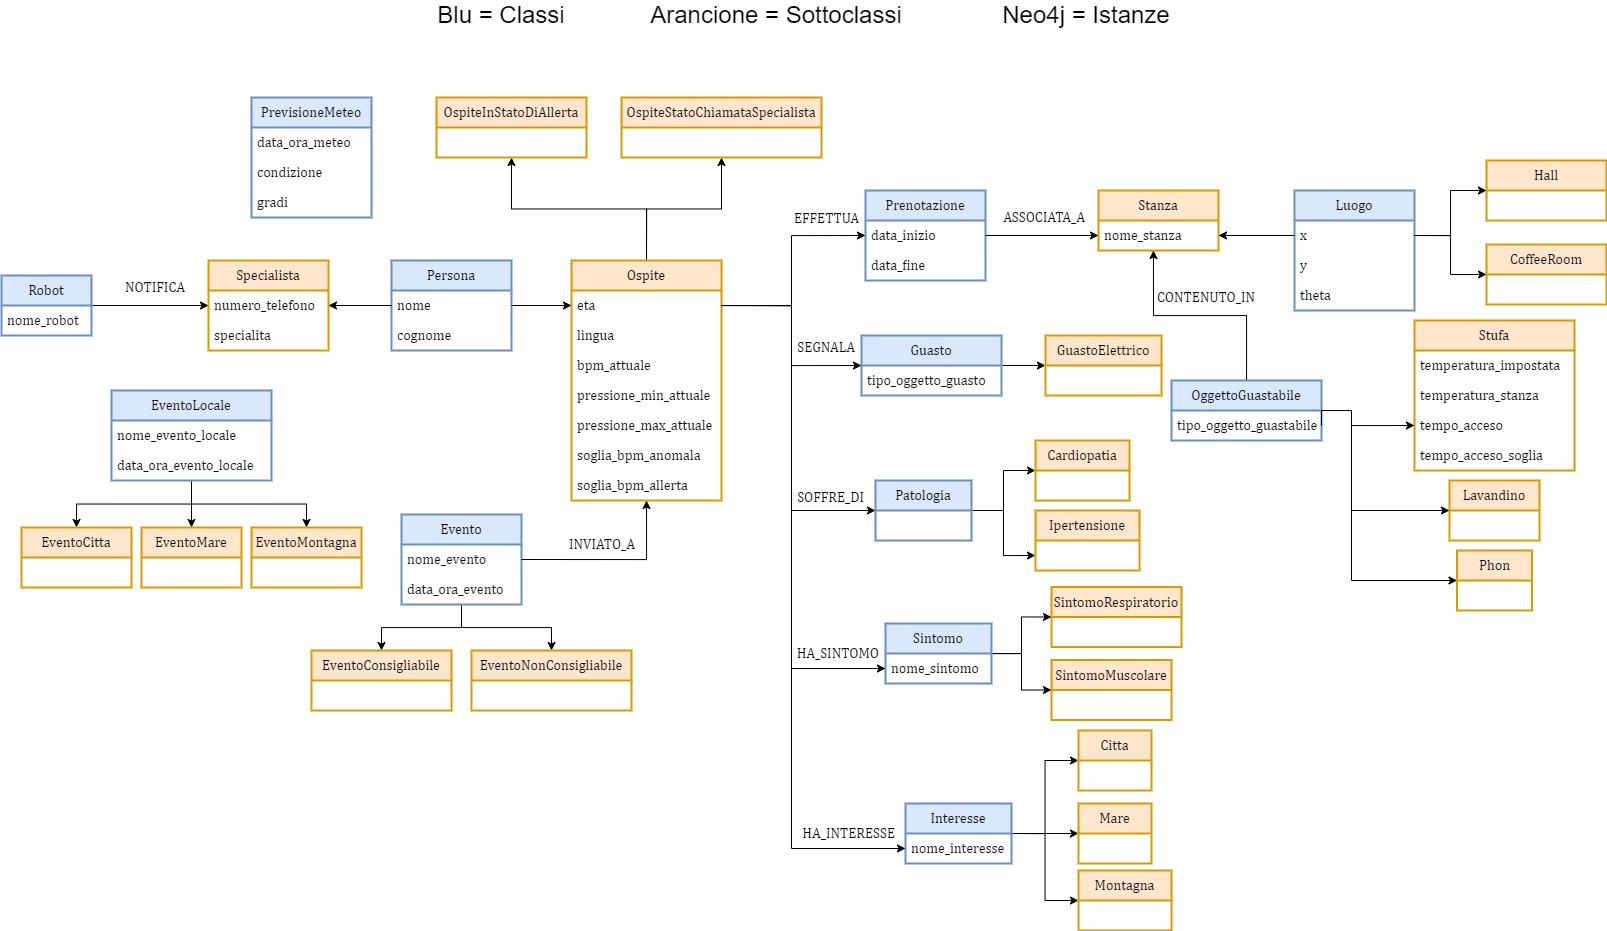 Blu = Classi
Arancione = Sottoclassi
Neo4j = Istanze
PrevisioneMeteo
data_ora_meteo
condizione
gradi
OspiteInStatoDiAllerta
OspiteStatoChiamataSpecialista
Robot
nome_robot
NOTIFICA
Specialista
numero_telefono
specialita
Persona
nome
cognome
Ospite
eta
lingua
bpm_attuale
pressione_min_attuale
pressione_max_attuale
soglia_bpm_anomala
soglia_bpm_allerta
EFFETTUA
Prenotazione
data_inizio
data_fine
ASSOCIATA_A
Stanza
nome_stanza
Luogo
x
y
theta
Hall
CoffeeRoom
CONTENUTO_IN
SEGNALA
Guasto
tipo_oggetto_guasto
GuastoElettrico
OggettoGuastabile
tipo_oggetto_guastabile
Stufa
temperatura_impostata
temperatura_stanza
tempo_acceso
tempo_acceso_soglia
Lavandino
Phon
EventoLocale
nome_evento_locale
data_ora_evento_locale
EventoCitta
EventoMare
EventoMontagna
Evento
nome_evento
data_ora_evento
INVIATO_A
EventoConsigliabile
EventoNonConsigliabile
SOFFRE_DI
Patologia
Cardiopatia
Ipertensione
HA_SINTOMO
Sintomo
nome_sintomo
SintomoRespiratorio
SintomoMuscolare
HA_INTERESSE
Interesse
nome_interesse
Citta
Mare
Montagna